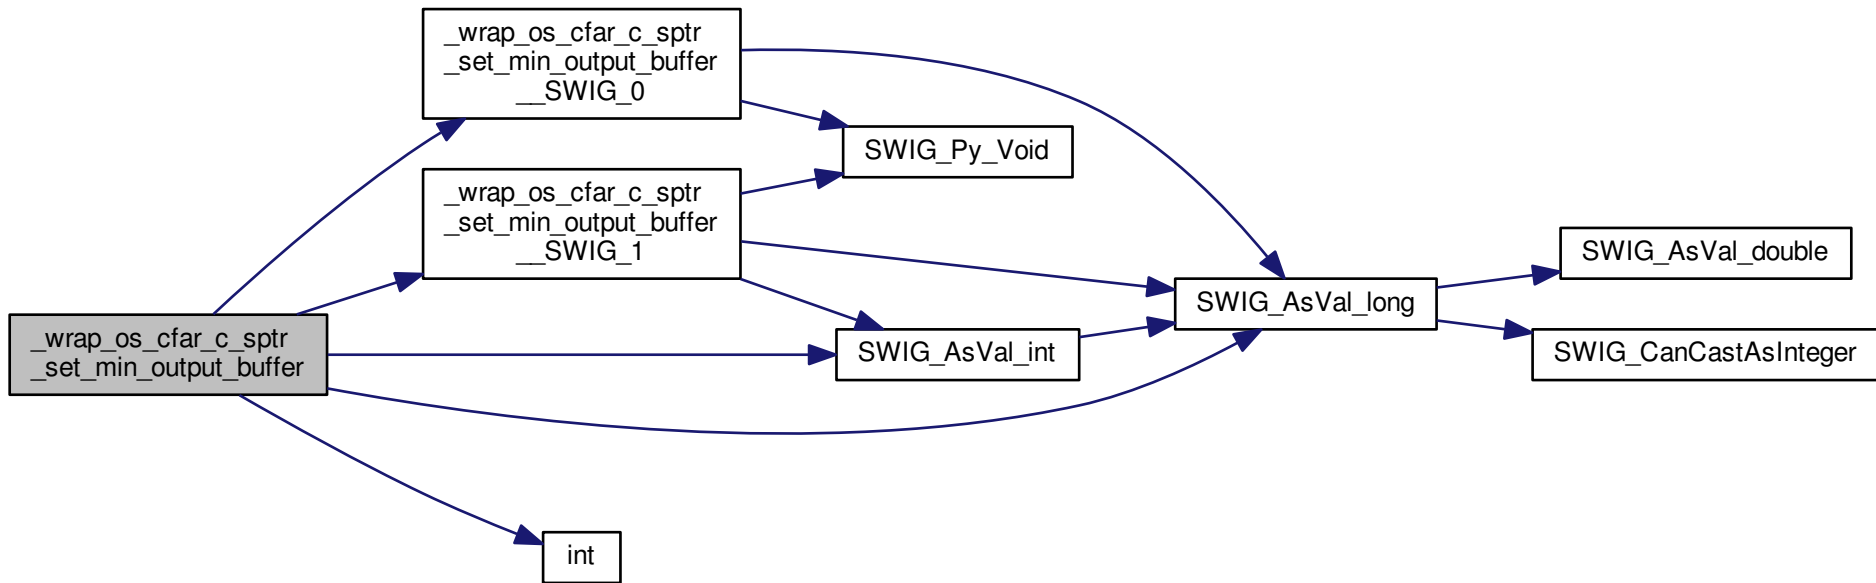 _wrap_os_cfar_c_sptr
_set_min_output_buffer
__SWIG_0
SWIG_Py_Void
_wrap_os_cfar_c_sptr
_set_min_output_buffer
__SWIG_1
SWIG_AsVal_double
SWIG_AsVal_long
_wrap_os_cfar_c_sptr
_set_min_output_buffer
SWIG_AsVal_int
SWIG_CanCastAsInteger
int